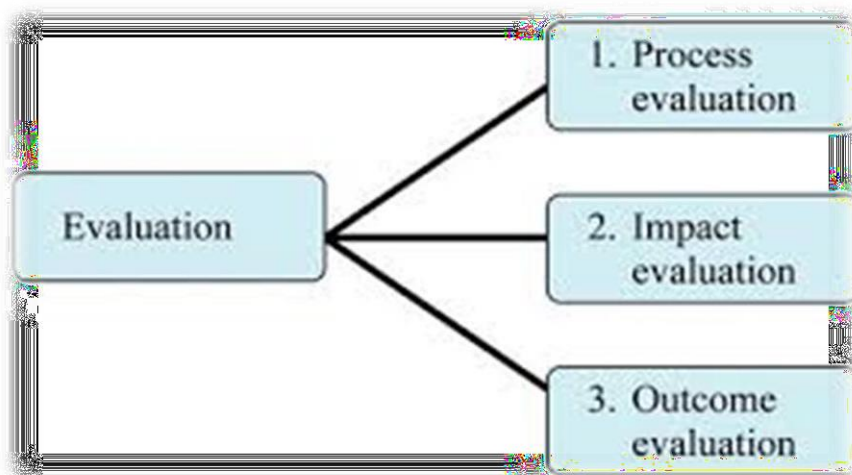 Evaluation
1. Process
evaluation
2. Impact
evaluation
3. Outcome
evaluation